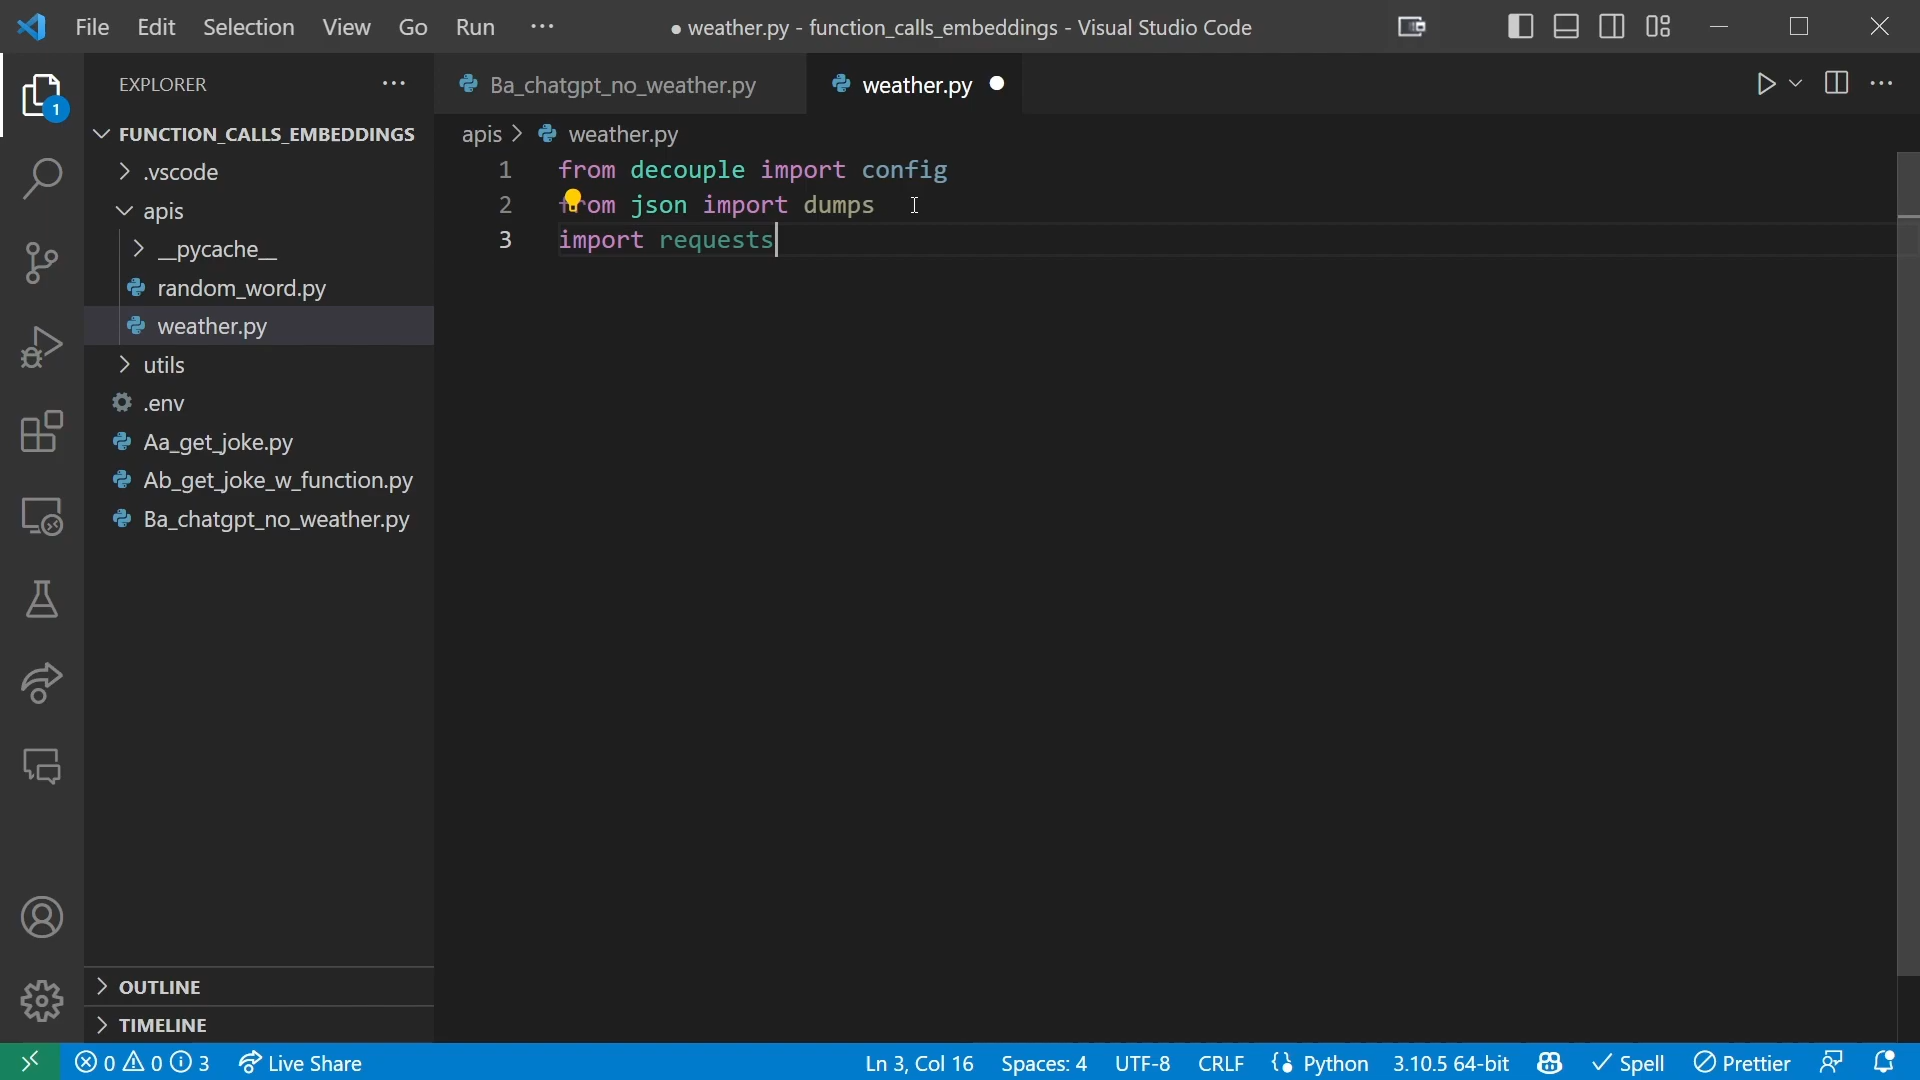 File Edit Selection View Go Run ···
● weather.py - function_calls_embeddings - Visual Studio Code
EXPLORER
1
FUNCTION_CALLS_EMBEDDINGS
.vscode
apis
__pycache__
random_word.py
weather.py
utils
.env
Aa_get_joke.py
Ab_get_joke_w_function.py
Ba_chatgpt_no_weather.py
OUTLINE
TIMELINE
Ba_chatgpt_no_weather.py weather.py
apis > weather.py
1 from decouple import config
2 from json import dumps
3 import requests
0 0 3 Live Share Ln 3, Col 16 Spaces: 4 UTF-8 CRLF Python 3.10.5 64-bit Spell Prettier